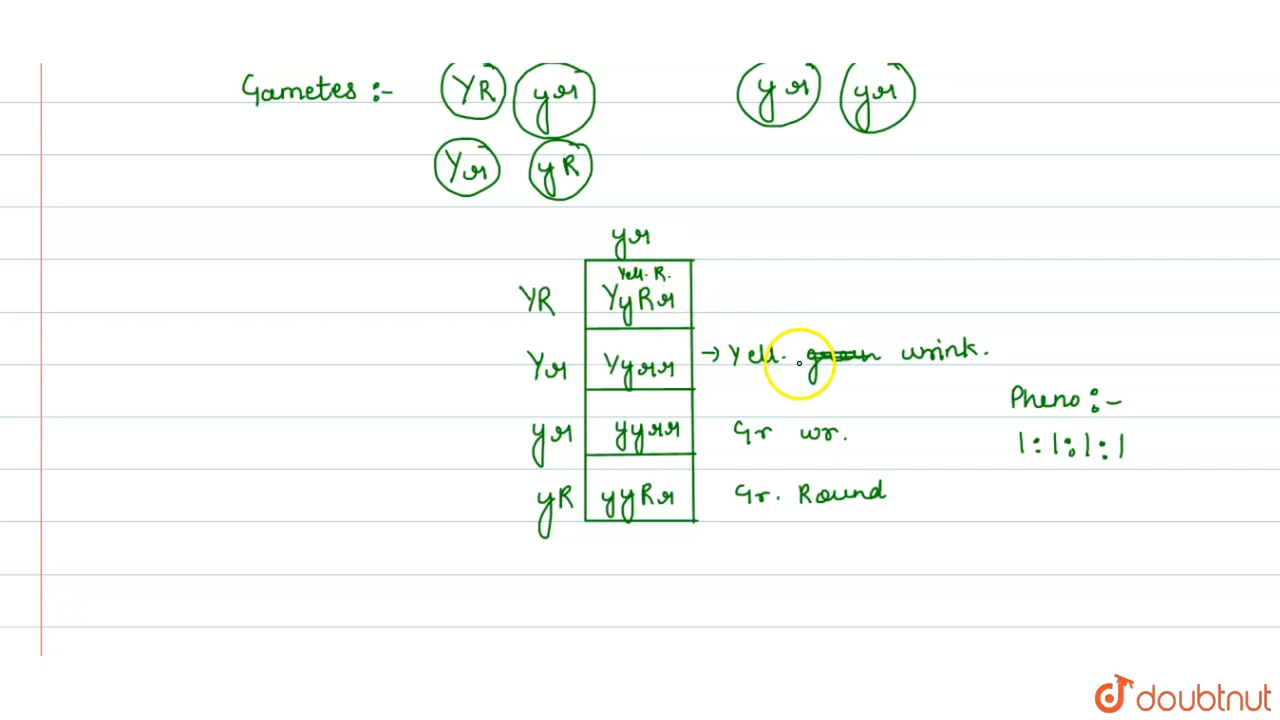 Gametes :- YR yr yr yr
Yr yR
yr
Yell. R.
YR YyRr
Yr Yyrr → Yell. wrink.
Pheno :-
yr yyrr Gr wr. 1:1:1:1
yR yyRr Gr. Round
doubtnut